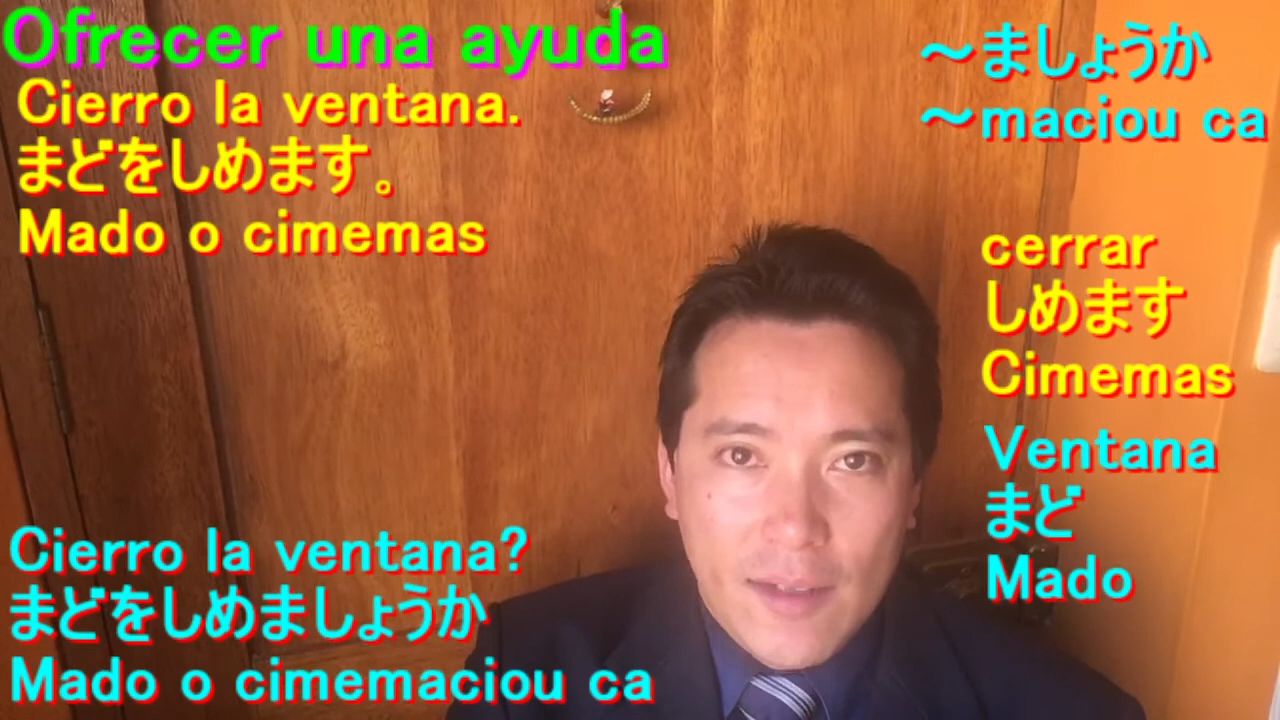 Ofrecer una ayuda
Cierro la ventana.
まどをしめます。
Mado o cimemas
～ましょうか
～maciou ca
cerrar
しめます
Cimemas
Ventana
まど
Mado
Cierro la ventana?
まどをしめましょうか
Mado o cimemaciou ca